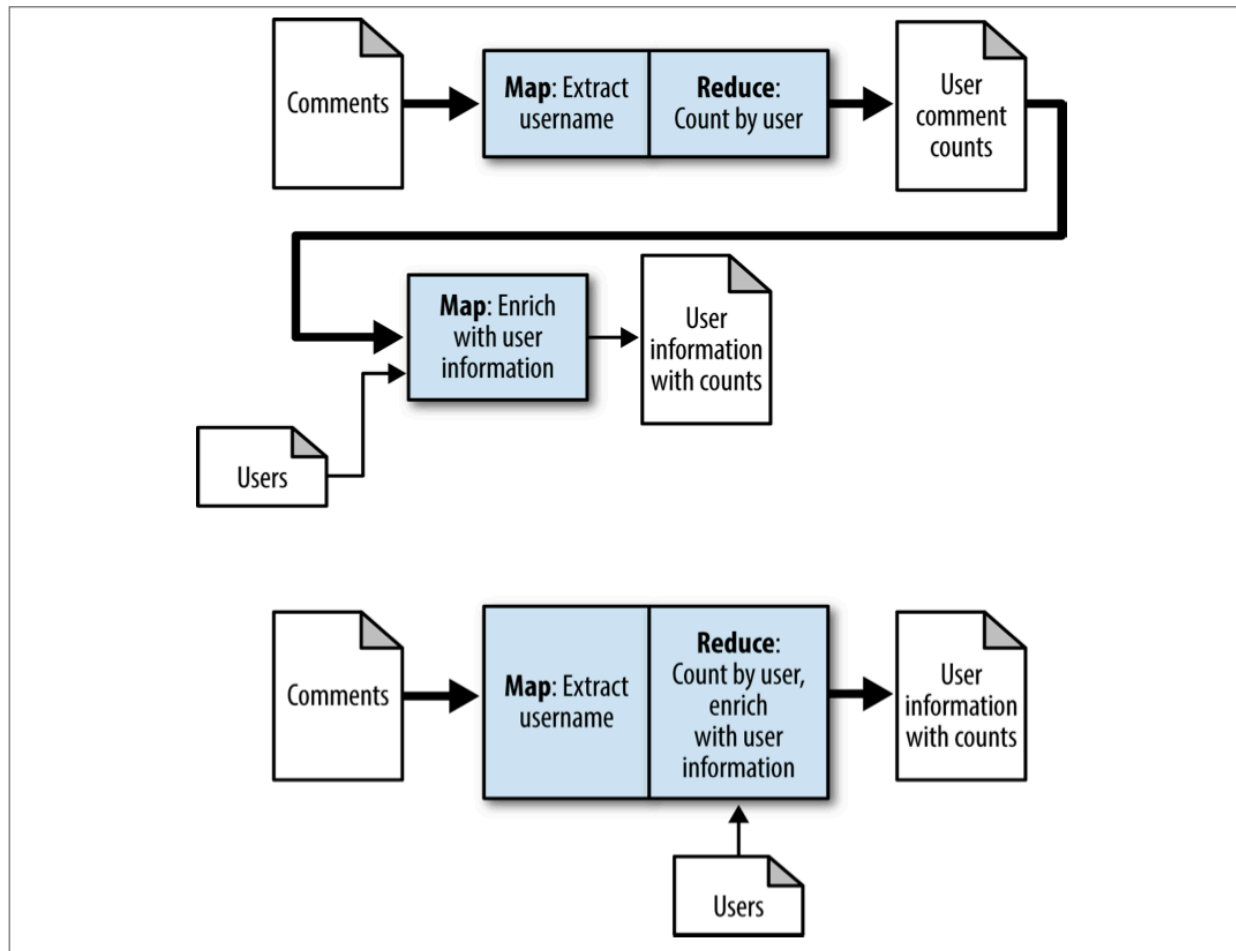 Comments
Map: Extract
username
Reduce:
Count by user
User
comment
counts
Map: Enrich
with user
information
User
information
with counts
Users
Comments
Map: Extract
username
Reduce:
Count by user,
enrich
with user
information
User
information
with counts
Users